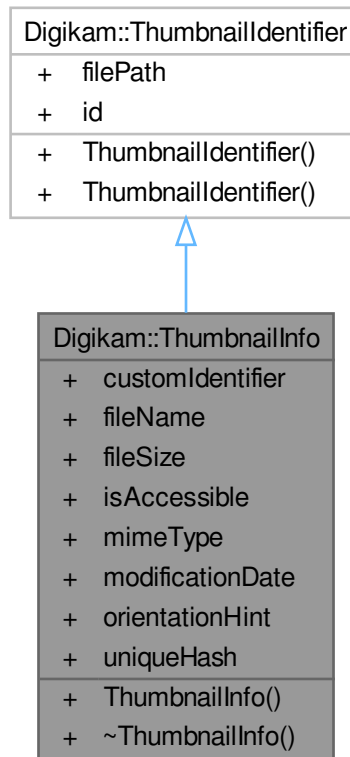 Digikam::ThumbnailIdentifier
+ filePath
+ id
+ ThumbnailIdentifier()
+ ThumbnailIdentifier()
Digikam::ThumbnailInfo
+ customIdentifier
+ fileName
+ fileSize
+ isAccessible
+ mimeType
+ modificationDate
+ orientationHint
+ uniqueHash
+ ThumbnailInfo()
+ ~ThumbnailInfo()